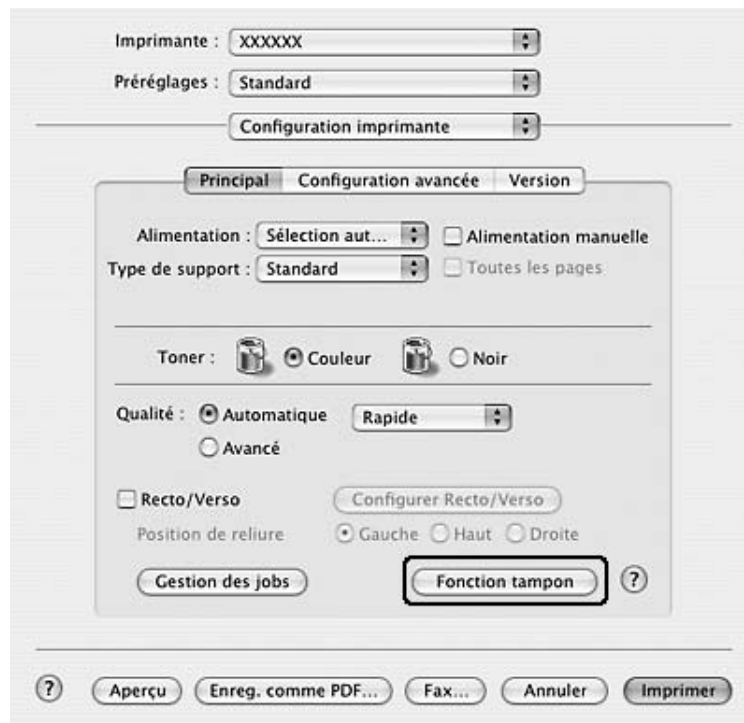 Imprimante : XXXXXX
Préréglages : Standard
Configuration imprimante
Principal Configuration avancée Version
Alimentation : Sélection aut... Alimentation manuelle
Type de support : Standard Toutes les pages
Toner : Couleur Noir
Qualité : Automatique Rapide
Avancé
Recto/Verso Configurer Recto/Verso
Position de reliure Gauche Haut Droite
Gestion des jobs Fonction tampon ?
? Aperçu Enreg. comme PDF... Fax... Annuler Imprimer